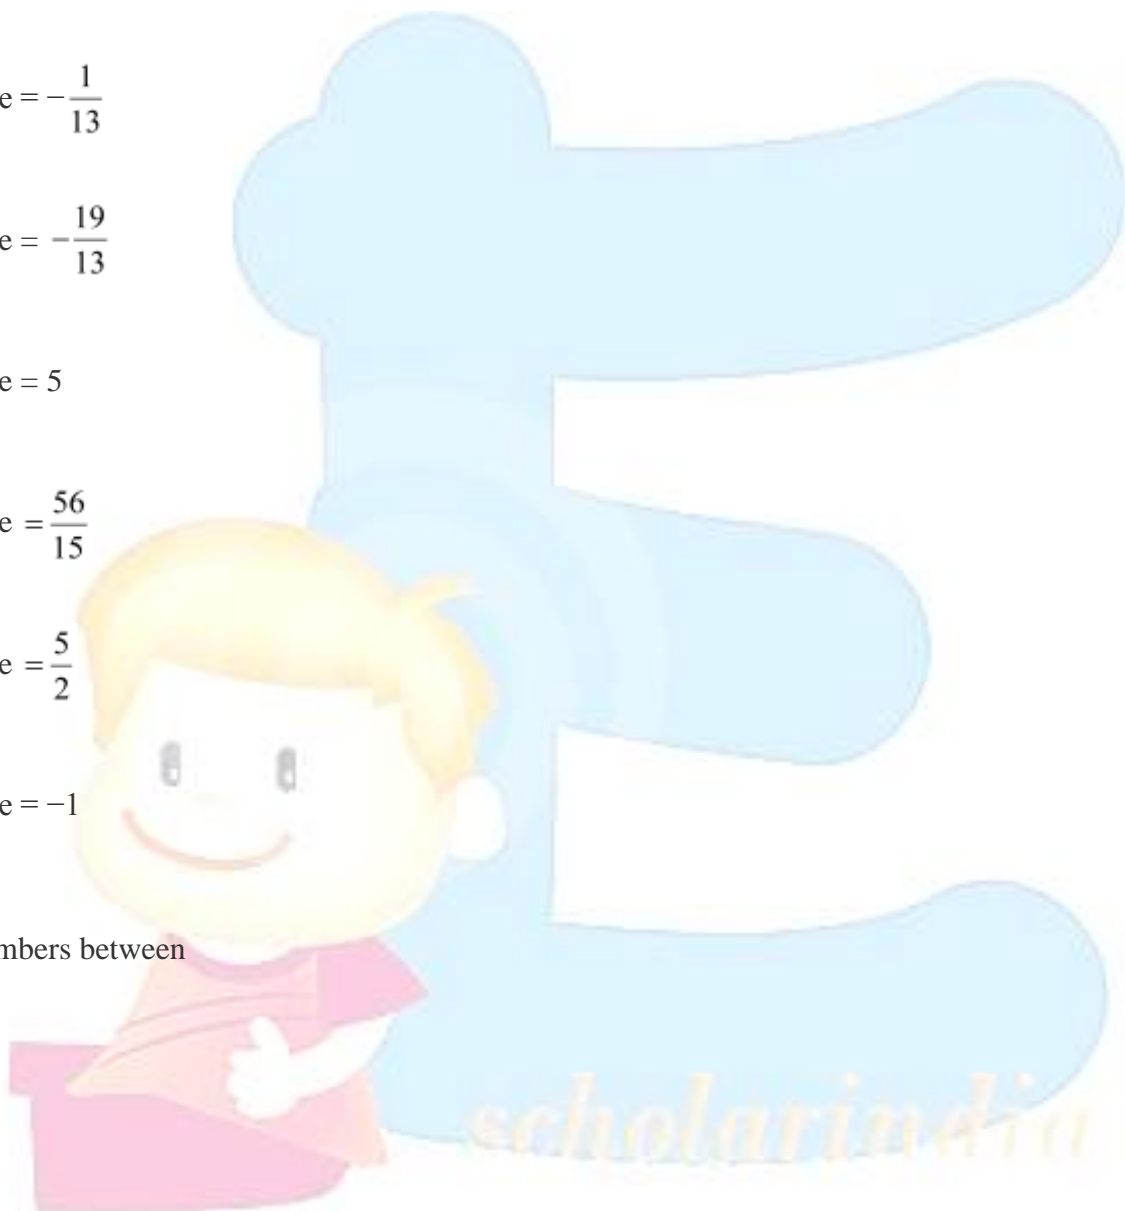 e = −1/13
e = −19/13
e = 5
e = 56/15
e = 5/2
e = −1
mbers between
scholarindia